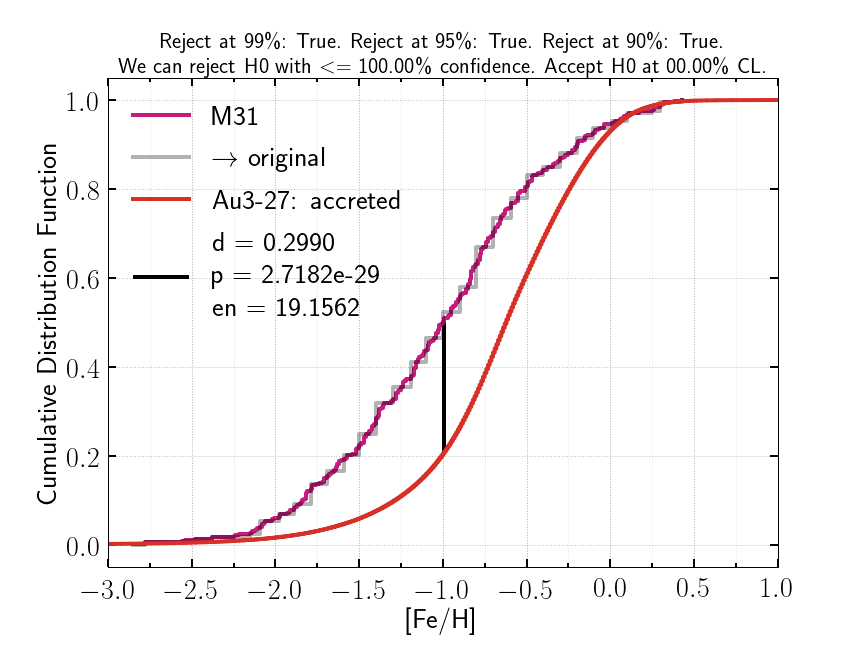 Reject at 99%: True. Reject at 95%: True. Reject at 90%: True.
We can reject H0 with <= 100.00% confidence. Accept H0 at 00.00% CL.
M31
→ original
Au3-27: accreted
d = 0.2990
p = 2.7182e-29
en = 19.1562
Cumulative Distribution Function
1.0
0.8
0.6
0.4
0.2
0.0
−3.0 −2.5 −2.0 −1.5 −1.0 −0.5 0.0 0.5 1.0
[Fe/H]